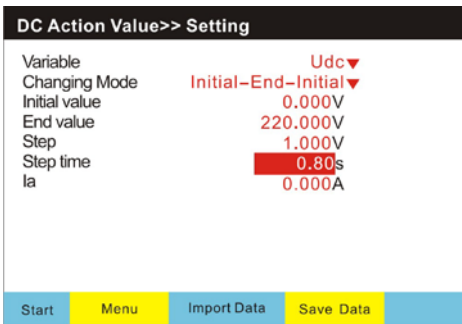 DC Action Value>> Setting
Variable Udc▼
Changing Mode Initial–End–Initial▼
Initial value 0.000V
End value 220.000V
Step 1.000V
Step time 0.80s
Ia 0.000A
Start Menu Import Data Save Data